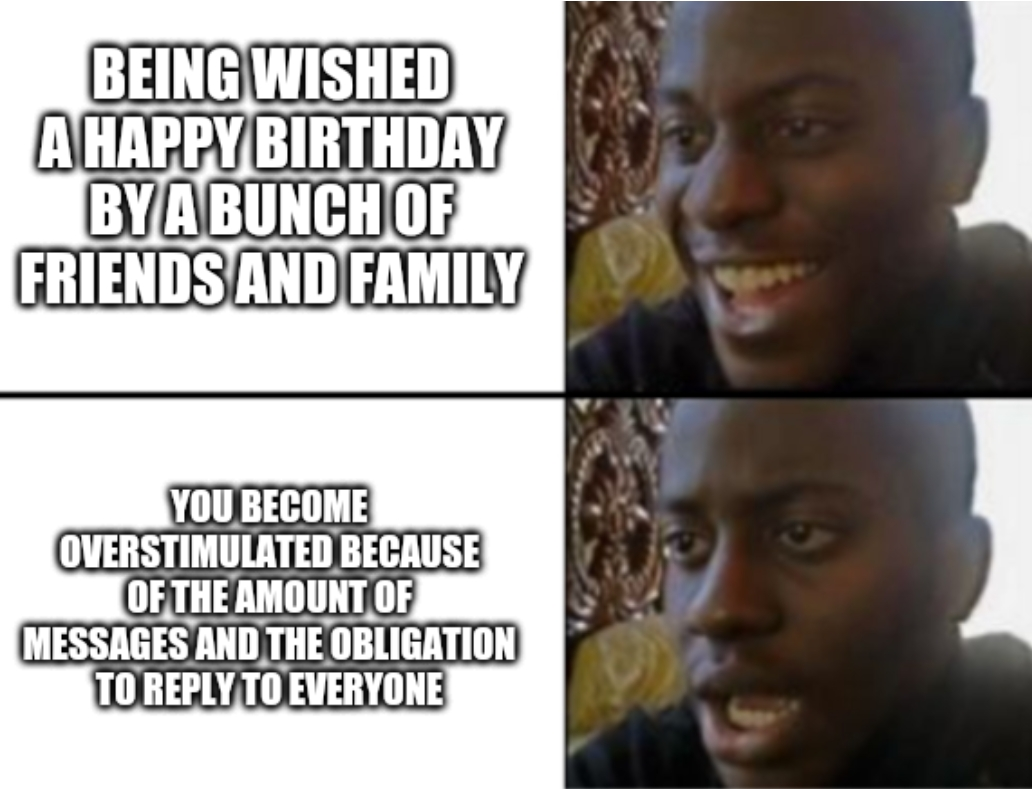 BEING WISHED
A HAPPY BIRTHDAY
BY A BUNCH OF
FRIENDS AND FAMILY
YOU BECOME
OVERSTIMULATED BECAUSE
OF THE AMOUNT OF
MESSAGES AND THE OBLIGATION
TO REPLY TO EVERYONE